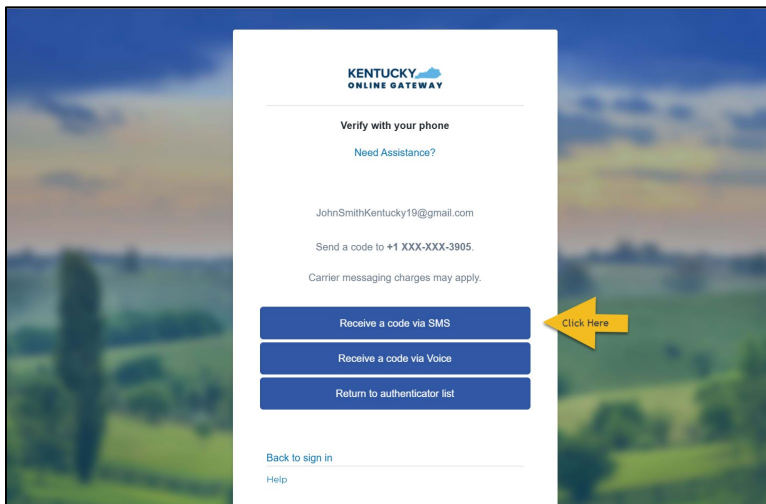 KENTUCKY
ONLINE GATEWAY
Verify with your phone
Need Assistance?
JohnSmithKentucky19@gmail.com
Send a code to +1 XXX-XXX-3905.
Carrier messaging charges may apply.
Receive a code via SMS
Click Here
Receive a code via Voice
Return to authenticator list
Back to sign in
Help